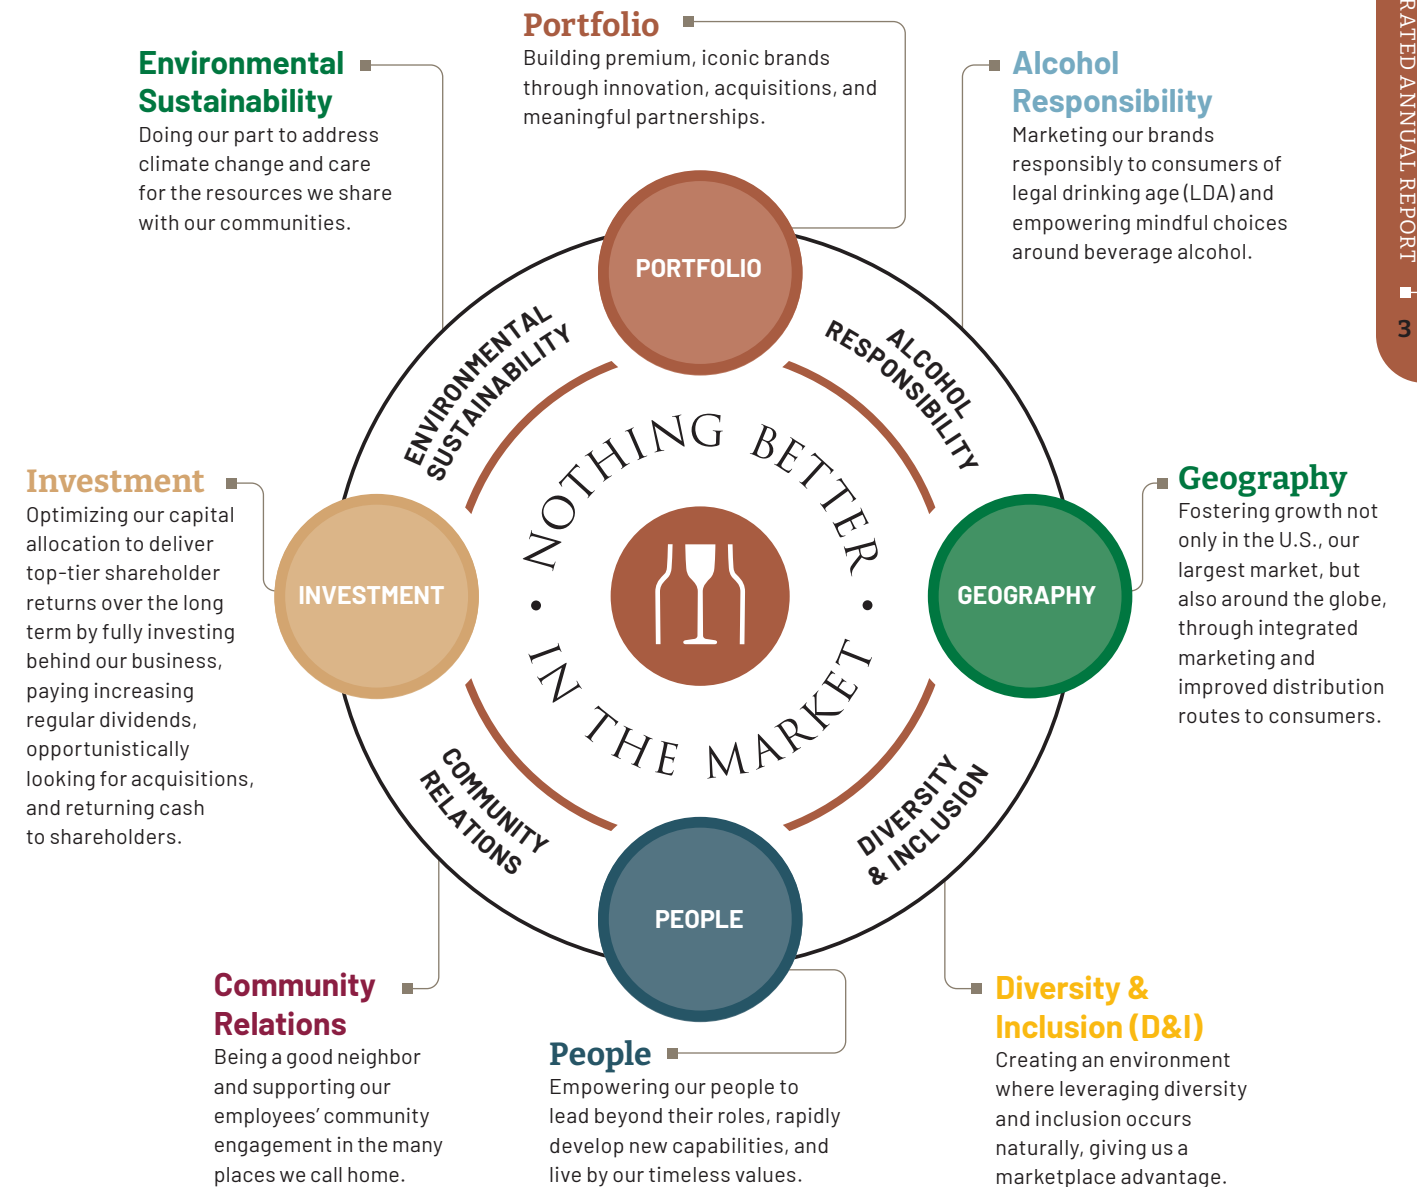 Portfolio
Building premium, iconic brands
through innovation, acquisitions, and
meaningful partnerships.
Environmental
Sustainability
Doing our part to address
climate change and care
for the resources we share
with our communities.
Alcohol
Responsibility
Marketing our brands
responsibly to consumers of
legal drinking age (LDA) and
empowering mindful choices
around beverage alcohol.
ANNUAL REPORT
3
PORTFOLIO
ENVIRONMENTAL
SUSTAINABILITY
ALCOHOL
RESPONSIBILITY
NOTHING BETTER
• IN THE MARKET •
INVESTMENT
GEOGRAPHY
COMMUNITY
RELATIONS
DIVERSITY
& INCLUSION
PEOPLE
Investment
Optimizing our capital
allocation to deliver
top-tier shareholder
returns over the long
term by fully investing
behind our business,
paying increasing
regular dividends,
opportunistically
looking for acquisitions,
and returning cash
to shareholders.
Geography
Fostering growth not
only in the U.S., our
largest market, but
also around the globe,
through integrated
marketing and
improved distribution
routes to consumers.
Community
Relations
Being a good neighbor
and supporting our
employees’ community
engagement in the many
places we call home.
People
Empowering our people to
lead beyond their roles, rapidly
develop new capabilities, and
live by our timeless values.
Diversity &
Inclusion (D&I)
Creating an environment
where leveraging diversity
and inclusion occurs
naturally, giving us a
marketplace advantage.